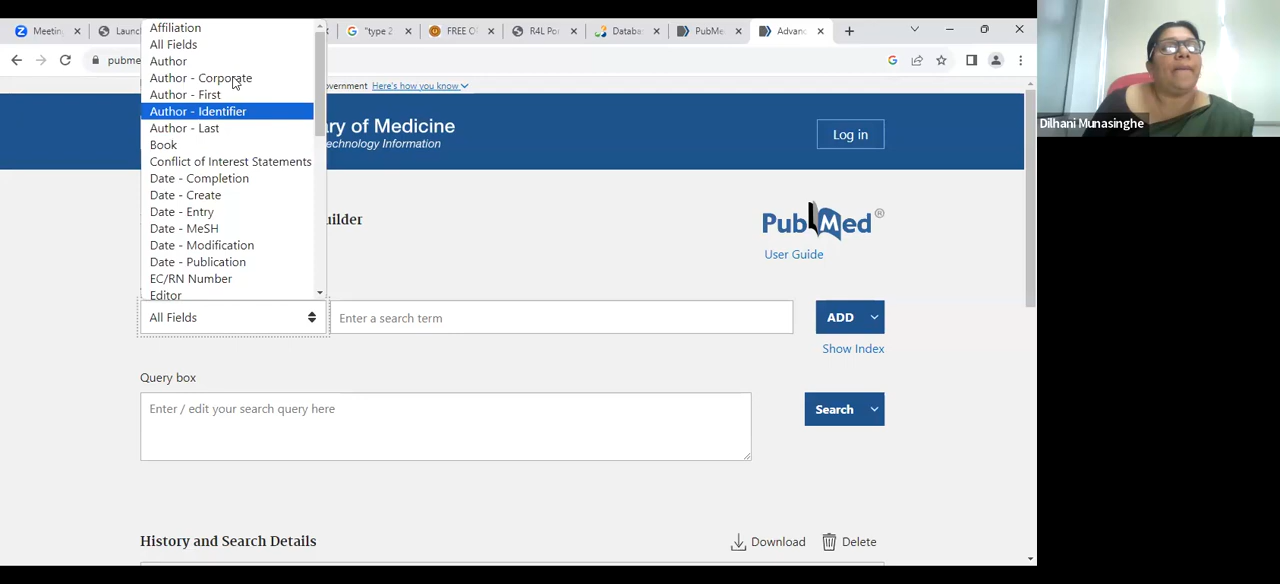 Meetin
Launc
"type 2
FREE O
R4L Po
Databa
PubMe
Advanc
pubme
Affiliation
All Fields
Author
Author - Corporate
Author - First
Author - Identifier
Author - Last
Book
Conflict of Interest Statements
Date - Completion
Date - Create
Date - Entry
Date - MeSH
Date - Modification
Date - Publication
EC/RN Number
Editor
overnment Here's how you know
ry of Medicine
echnology Information
Log in
uilder
PubMed®
User Guide
All Fields
Enter a search term
ADD
Show Index
Query box
Enter / edit your search query here
Search
History and Search Details
Download
Delete
Dilhani Munasinghe